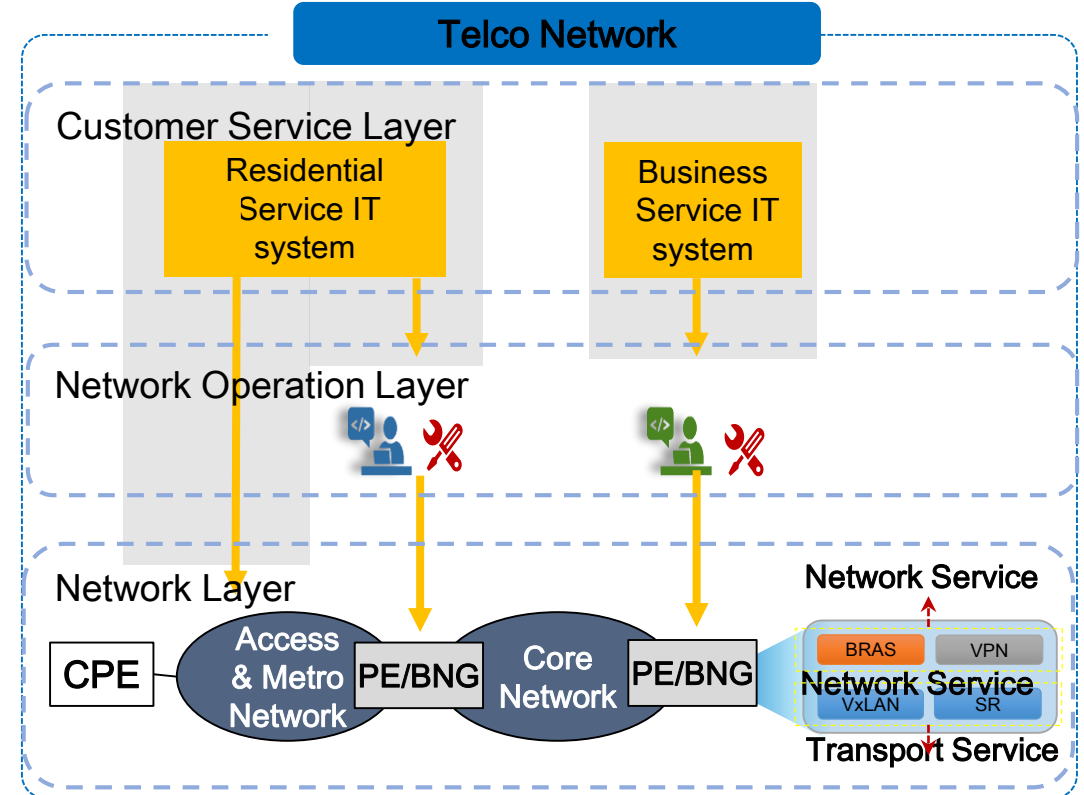 Telco Network
Customer Service Layer
Residential
Service IT
system
Business
Service IT
system
Network Operation Layer
</>
</>
Network Layer
Network Service
CPE
Access
& Metro
Network
PE/BNG
Core
Network
PE/BNG
BRAS
VPN
Network Service
VxLAN
SR
Transport Service